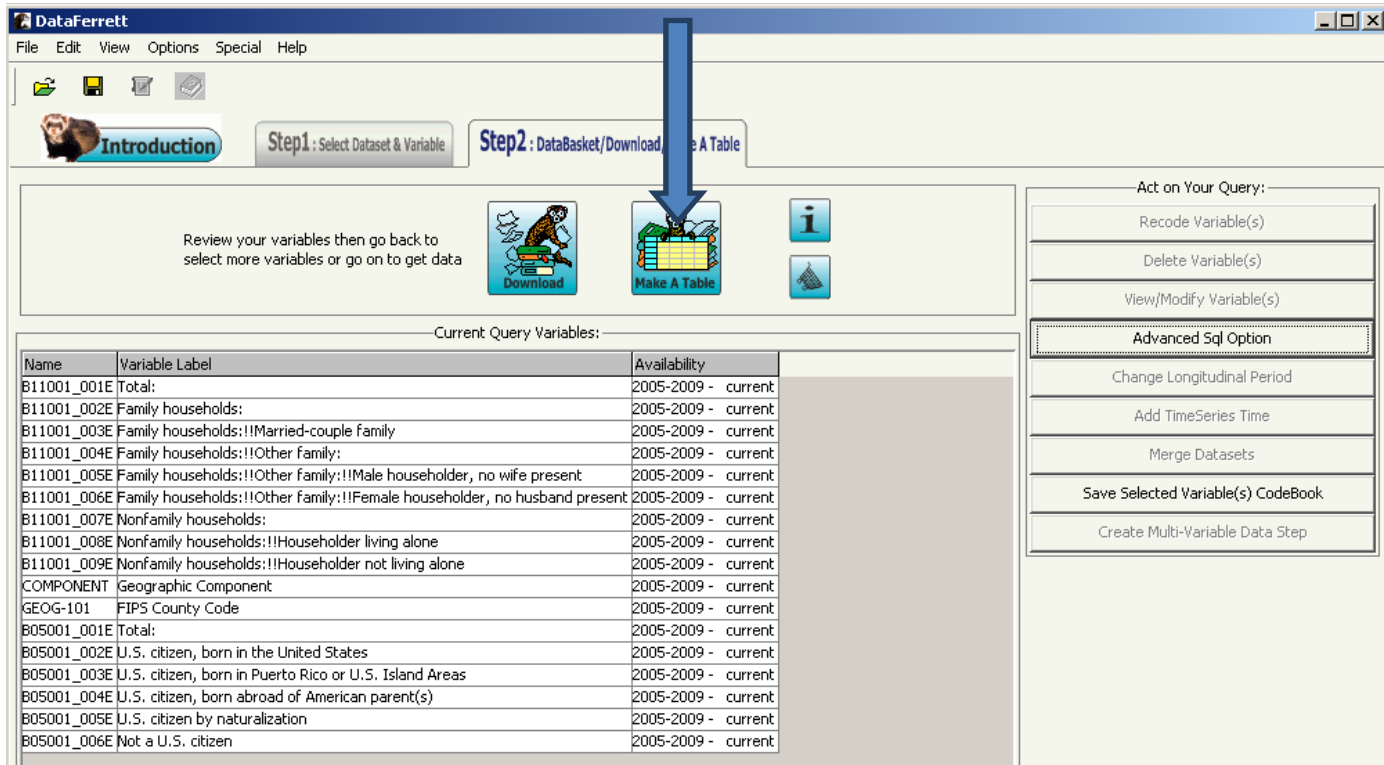 DataFerrett
File Edit View Options Special Help
Introduction
Step1 : Select Dataset & Variable
Step2 : DataBasket/Download/ A Table
Review your variables then go back to
select more variables or go on to get data
Download
Make A Table
i
Current Query Variables:
Name Variable Label Availability
B11001_001E Total: 2005-2009 - current
B11001_002E Family households: 2005-2009 - current
B11001_003E Family households:!!Married-couple family 2005-2009 - current
B11001_004E Family households:!!Other family: 2005-2009 - current
B11001_005E Family households:!!Other family:!!Male householder, no wife present 2005-2009 - current
B11001_006E Family households:!!Other family:!!Female householder, no husband present 2005-2009 - current
B11001_007E Nonfamily households: 2005-2009 - current
B11001_008E Nonfamily households:!!Householder living alone 2005-2009 - current
B11001_009E Nonfamily households:!!Householder not living alone 2005-2009 - current
COMPONENT Geographic Component 2005-2009 - current
GEOG-101 FIPS County Code 2005-2009 - current
B05001_001E Total: 2005-2009 - current
B05001_002E U.S. citizen, born in the United States 2005-2009 - current
B05001_003E U.S. citizen, born in Puerto Rico or U.S. Island Areas 2005-2009 - current
B05001_004E U.S. citizen, born abroad of American parent(s) 2005-2009 - current
B05001_005E U.S. citizen by naturalization 2005-2009 - current
B05001_006E Not a U.S. citizen 2005-2009 - current
Act on Your Query:
Recode Variable(s)
Delete Variable(s)
View/Modify Variable(s)
Advanced Sql Option
Change Longitudinal Period
Add TimeSeries Time
Merge Datasets
Save Selected Variable(s) CodeBook
Create Multi-Variable Data Step